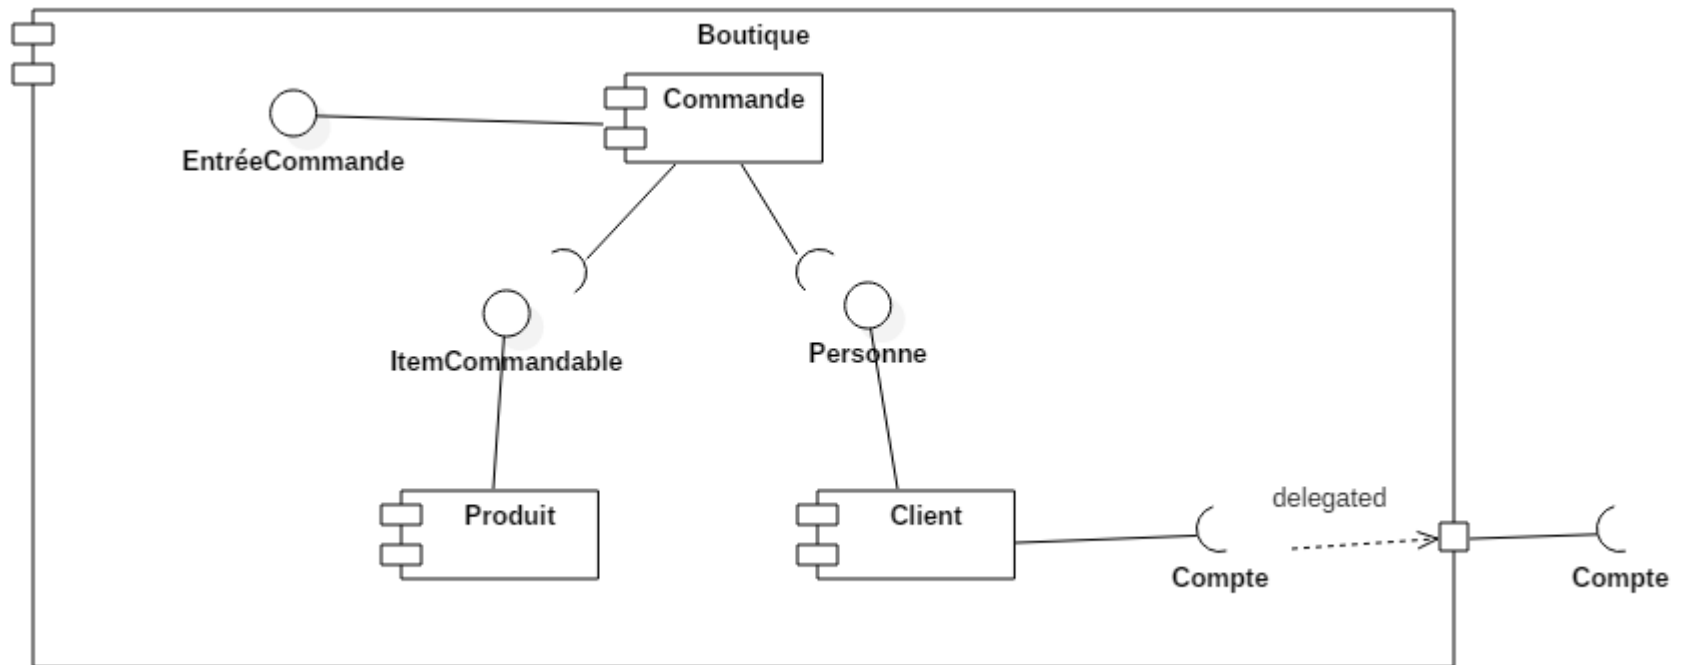 Boutique
Commande
EntréeCommande
ItemCommandable
Personne
Produit
Client
delegated
Compte
Compte